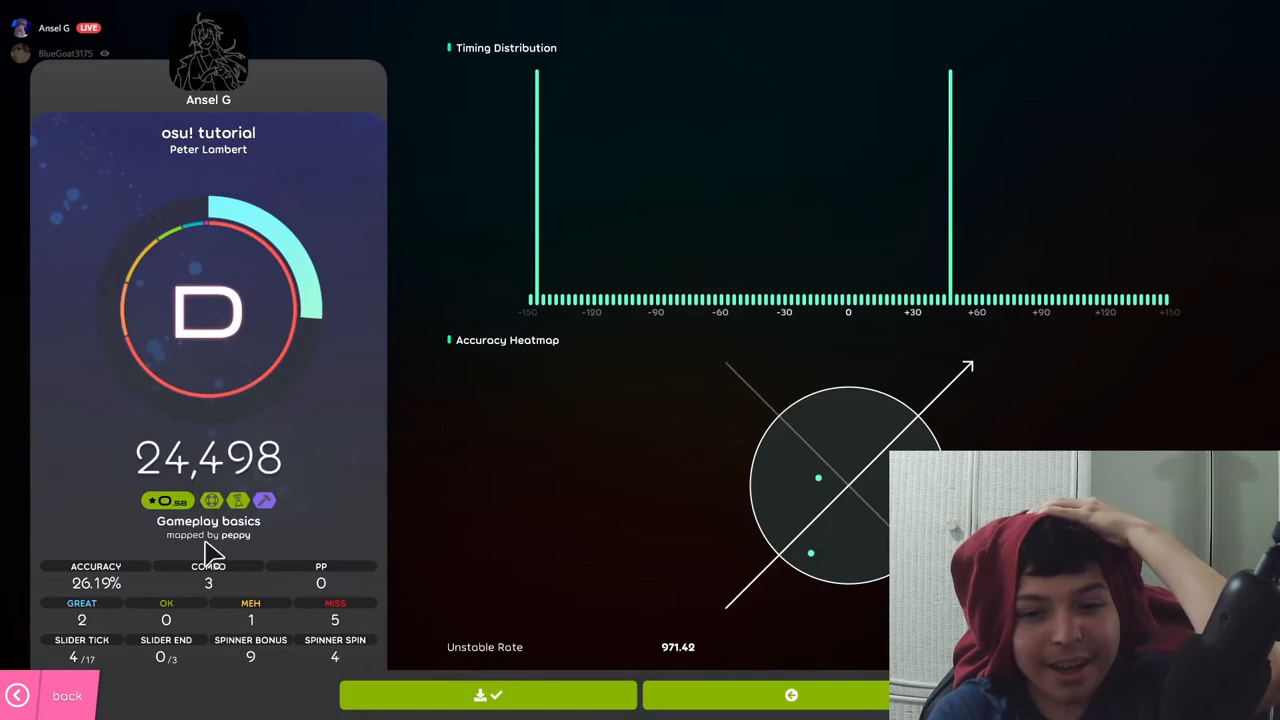 Ansel G LIVE
BlueGoat3175
Ansel G
osu! tutorial
Peter Lambert
D
24,498
0.58
Gameplay basics
mapped by peppy
ACCURACY COMBO PP
26.19% 3 0
GREAT OK MEH MISS
2 0 1 5
SLIDER TICK SLIDER END SPINNER BONUS SPINNER SPIN
4/17 0/3 9 4
back
Timing Distribution
-150 -120 -90 -60 -30 0 +30 +60 +90 +120 +150
Accuracy Heatmap
Unstable Rate 971.42